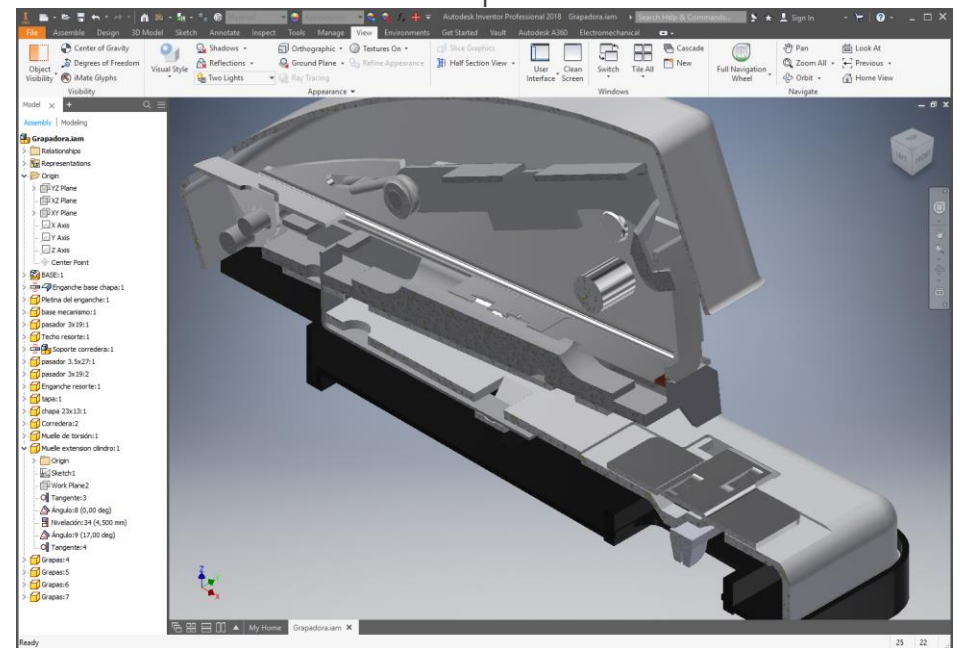 Autodesk Inventor Professional 2018 Grapadora.iam
Search Help & Commands...
Sign In
File Assemble Design 3D Model Sketch Annotate Inspect Tools Manage View Environments Get Started Vault Autodesk A360 Electromechanical
Object Visibility
Center of Gravity
Degrees of Freedom
iMate Glyphs
Visibility
Visual Style
Shadows
Reflections
Two Lights
Orthographic
Ground Plane
Ray Tracing
Textures On
Refine Appearance
Slice Graphics
Half Section View
Appearance
User Interface
Clean Screen
Switch
Tile All
Cascade
New
Windows
Full Navigation Wheel
Pan
Zoom All
Orbit
Look At
Previous
Home View
Navigate
Model
Assembly | Modeling
Grapadora.iam
Relationships
Representations
Origin
YZ Plane
XZ Plane
XY Plane
X Axis
Y Axis
Z Axis
Center Point
BASE:1
Enganche base chapa:1
Pletina del enganche:1
base mecanismo:1
pasador 3x19:1
Techo resorte:1
Soporte corredera:1
pasador 3.5x27:1
pasador 3x19:2
Enganche resorte:1
tapa:1
chapa 23x13:1
Corredera:2
Muelle de torsión:1
Muelle extension cilindro:1
Origin
Sketch1
Work Plane2
Tangente:3
Ángulo:8 (0,00 deg)
Nivelación:34 (4,500 mm)
Ángulo:9 (17,00 deg)
Tangente:4
Grapas:4
Grapas:5
Grapas:6
Grapas:7
Z
X
My Home
Grapadora.iam
Ready
25 22